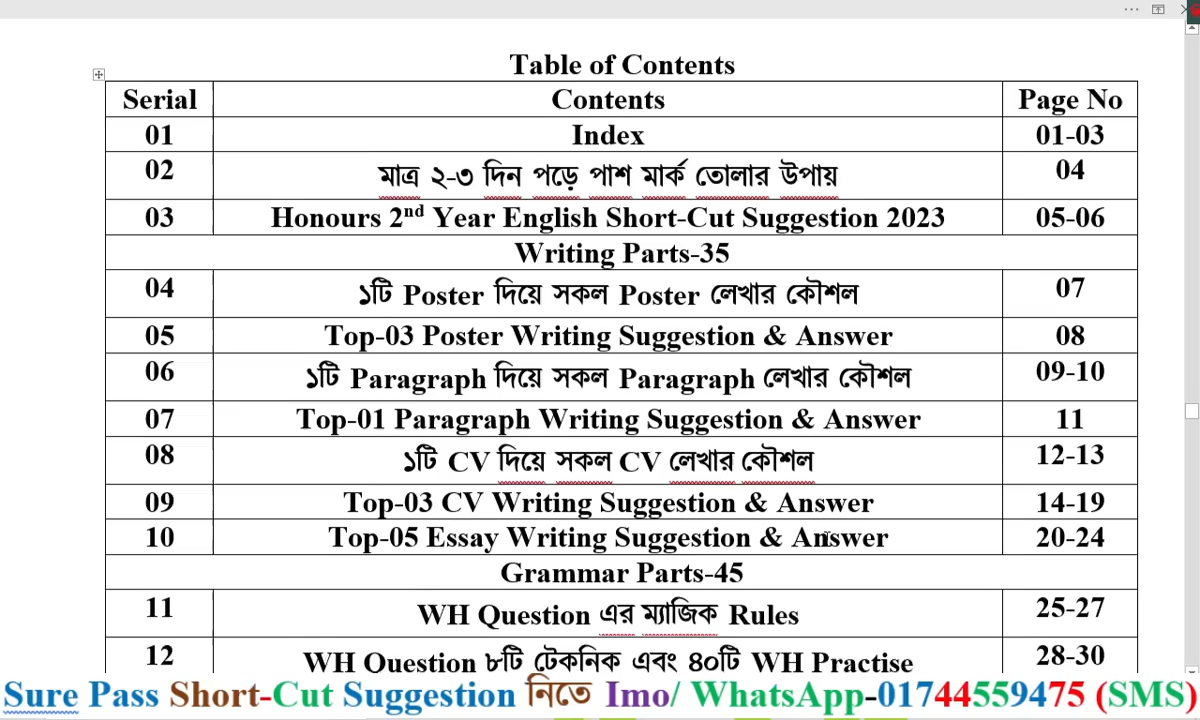 Table of Contents
Serial Contents Page No
01 Index 01-03
02 মাত্র ২-৩ দিন পড়ে পাশ মার্ক তোলার উপায় 04
03 Honours 2nd Year English Short-Cut Suggestion 2023 05-06
Writing Parts-35
04 ১টি Poster দিয়ে সকল Poster লেখার কৌশল 07
05 Top-03 Poster Writing Suggestion & Answer 08
06 ১টি Paragraph দিয়ে সকল Paragraph লেখার কৌশল 09-10
07 Top-01 Paragraph Writing Suggestion & Answer 11
08 ১টি CV দিয়ে সকল CV লেখার কৌশল 12-13
09 Top-03 CV Writing Suggestion & Answer 14-19
10 Top-05 Essay Writing Suggestion & Answer 20-24
Grammar Parts-45
11 WH Question এর ম্যাজিক Rules 25-27
12 WH Question ৮টি টেকনিক এবং ৪০টি WH Practise 28-30
Sure Pass Short-Cut Suggestion নিতে Imo/ WhatsApp-01744559475 (SMS)